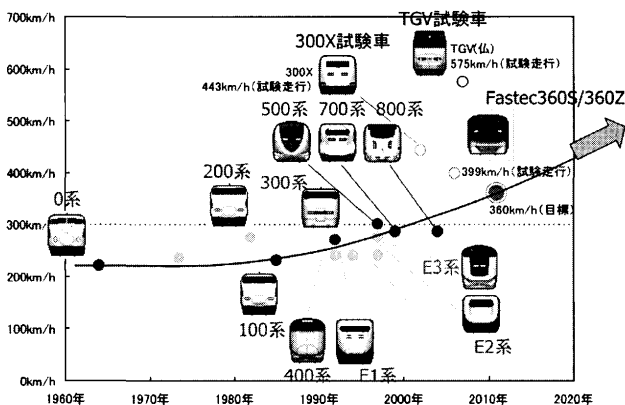 700km/h
600km/h
500km/h
400km/h
300km/h
200km/h
100km/h
0km/h
1960年
1970年
1980年
1990年
2000年
2010年
2020年
TGV試験車
TGV(仏)
575km/h(試験走行)
300X試験車
300X
443km/h(試験走行)
Fastec360S/360Z
399km/h(試験走行)
360km/h(目標)
500系
700系
800系
0系
200系
300系
100系
400系
E1系
E2系
E3系